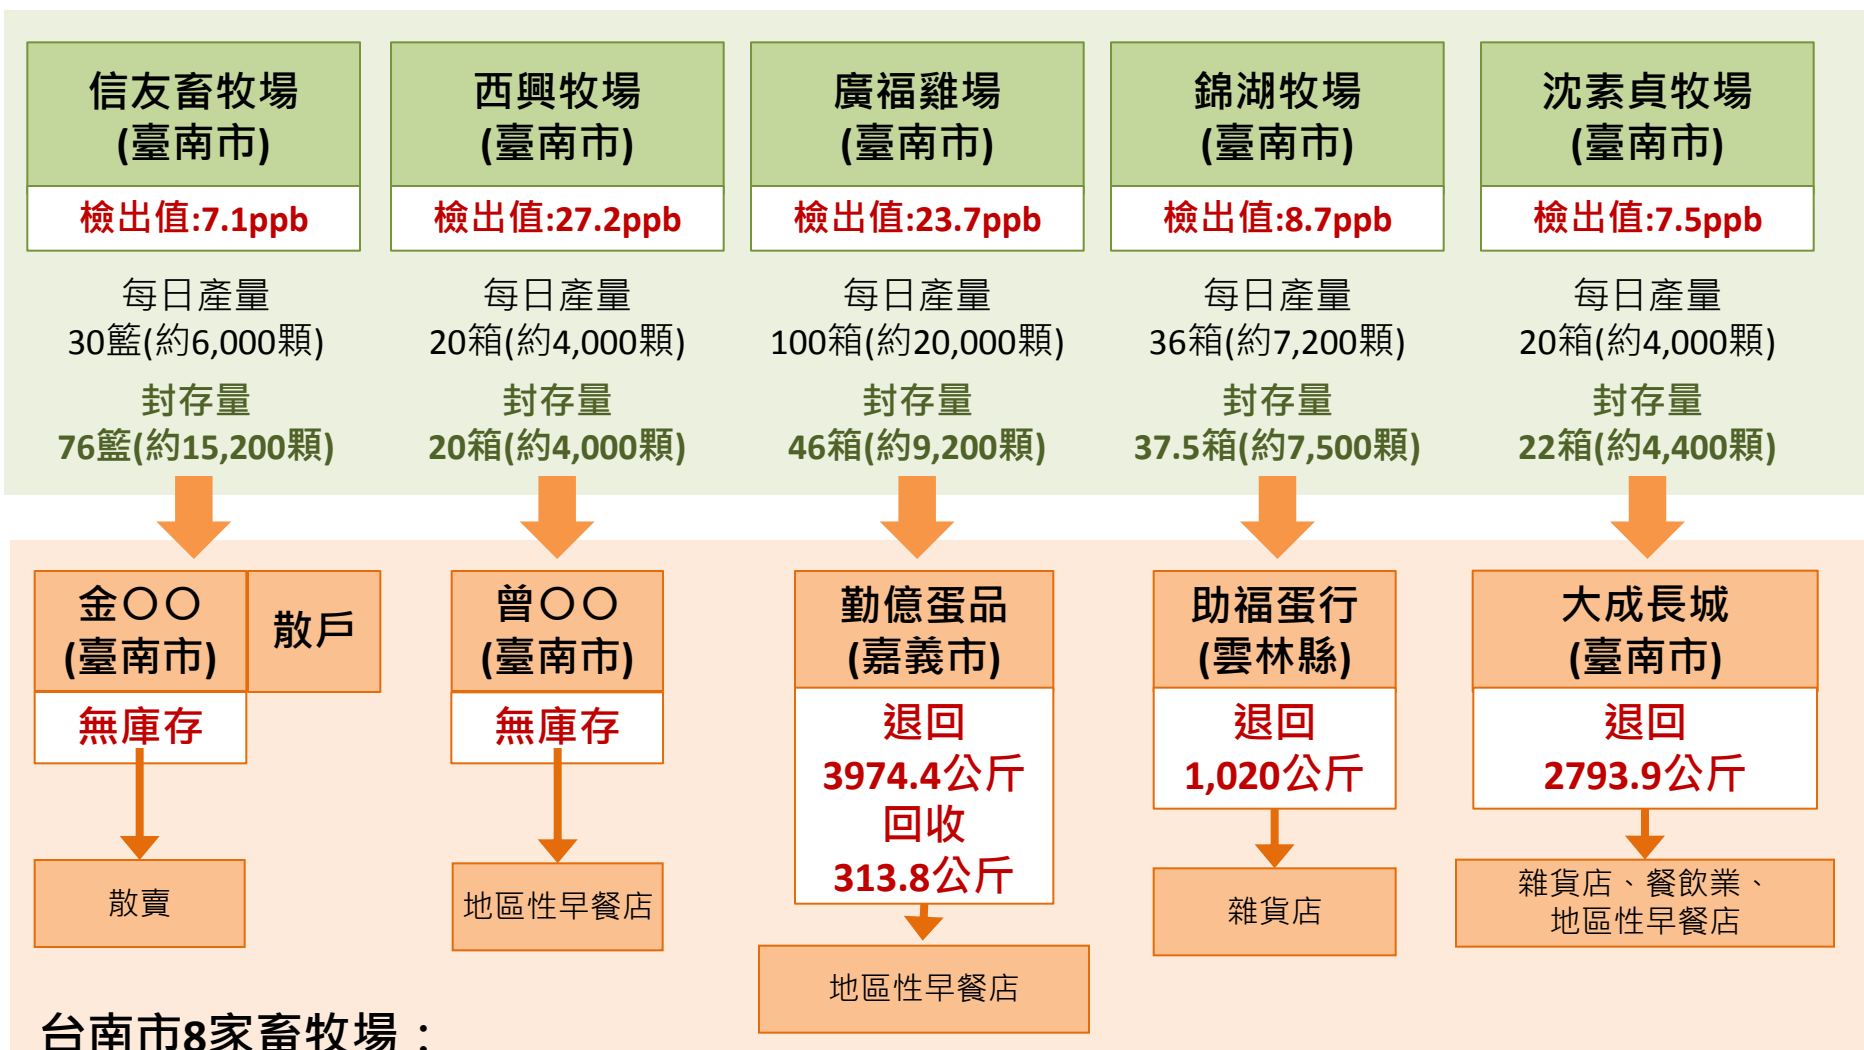 信友畜牧場
(臺南市)
檢出值:7.1ppb
每日產量
30籃(約6,000顆)
封存量
76籃(約15,200顆)
西興牧場
(臺南市)
檢出值:27.2ppb
每日產量
20箱(約4,000顆)
封存量
20箱(約4,000顆)
廣福雞場
(臺南市)
檢出值:23.7ppb
每日產量
100箱(約20,000顆)
封存量
46箱(約9,200顆)
錦湖牧場
(臺南市)
檢出值:8.7ppb
每日產量
36箱(約7,200顆)
封存量
37.5箱(約7,500顆)
沈素貞牧場
(臺南市)
檢出值:7.5ppb
每日產量
20箱(約4,000顆)
封存量
22箱(約4,400顆)
金〇〇
(臺南市)
散戶
無庫存
散賣
曾〇〇
(臺南市)
無庫存
地區性早餐店
勤億蛋品
(嘉義市)
退回
3974.4公斤
回收
313.8公斤
地區性早餐店
助福蛋行
(雲林縣)
退回
1,020公斤
雜貨店
大成長城
(臺南市)
退回
2793.9公斤
雜貨店、餐飲業、
地區性早餐店
台南市8家畜牧場：